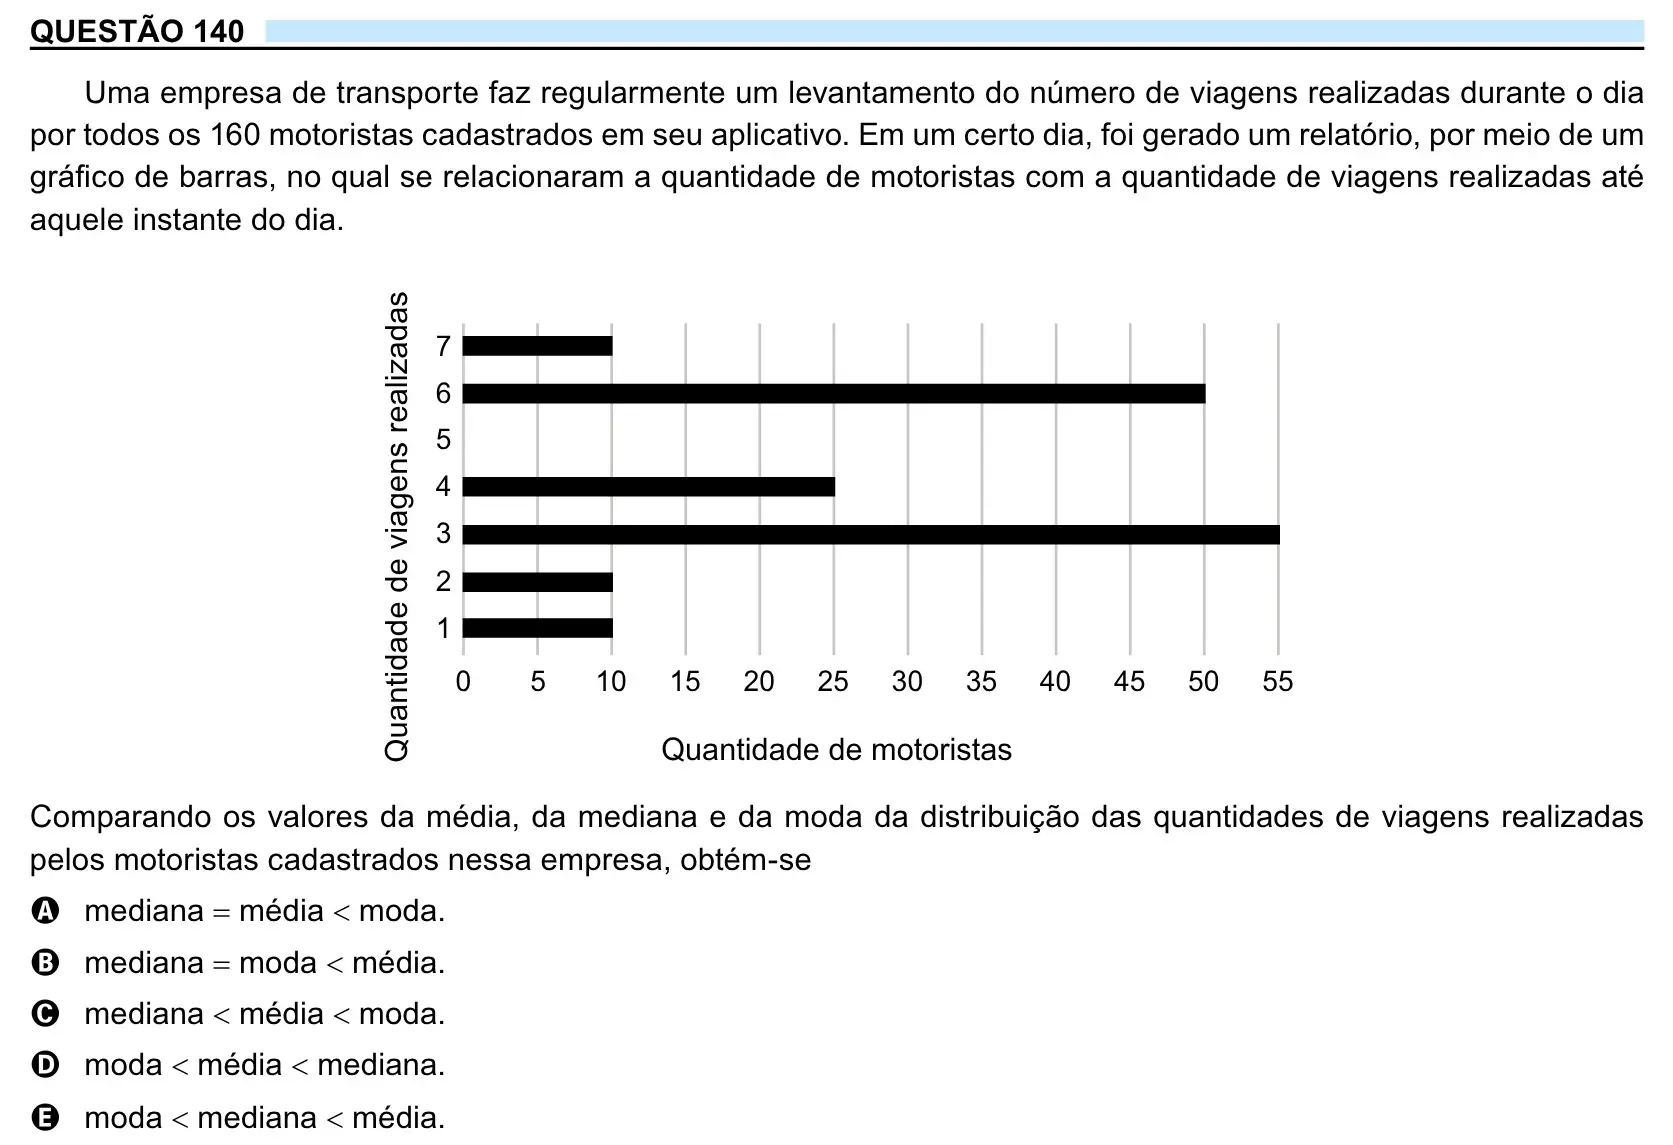 QUESTÃO 140
Uma empresa de transporte faz regularmente um levantamento do número de viagens realizadas durante o dia
por todos os 160 motoristas cadastrados em seu aplicativo. Em um certo dia, foi gerado um relatório, por meio de um
gráfico de barras, no qual se relacionaram a quantidade de motoristas com a quantidade de viagens realizadas até
aquele instante do dia.
Quantidade de viagens realizadas
7
6
5
4
3
2
1
0 5 10 15 20 25 30 35 40 45 50 55
Quantidade de motoristas
Comparando os valores da média, da mediana e da moda da distribuição das quantidades de viagens realizadas
pelos motoristas cadastrados nessa empresa, obtém-se
A mediana = média < moda.
B mediana = moda < média.
C mediana < média < moda.
D moda < média < mediana.
E moda < mediana < média.